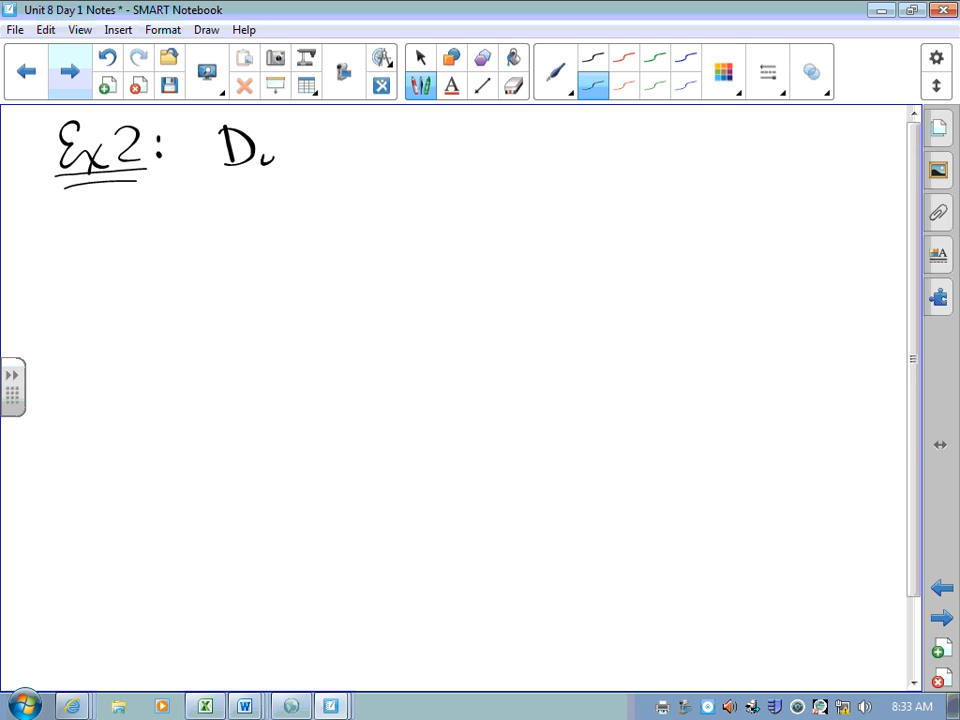 Unit 8 Day 1 Notes * - SMART Notebook
File Edit View Insert Format Draw Help
Ex 2:
8:33 AM